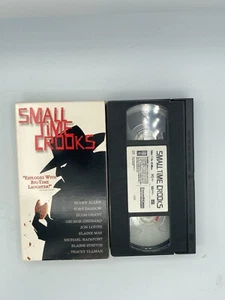 SMALL
TIME
CROOKS
"EXPLODES WITH
BIG-TIME
LAUGHTER!"
WOODY ALLEN
TONY DARROW
HUGH GRANT
GEORGE GRIZZARD
JON LOVITZ
ELAINE MAY
MICHAEL RAPAPORT
ELAINE STRITCH
TRACEY ULLMAN
SMALL TIME CROOKS